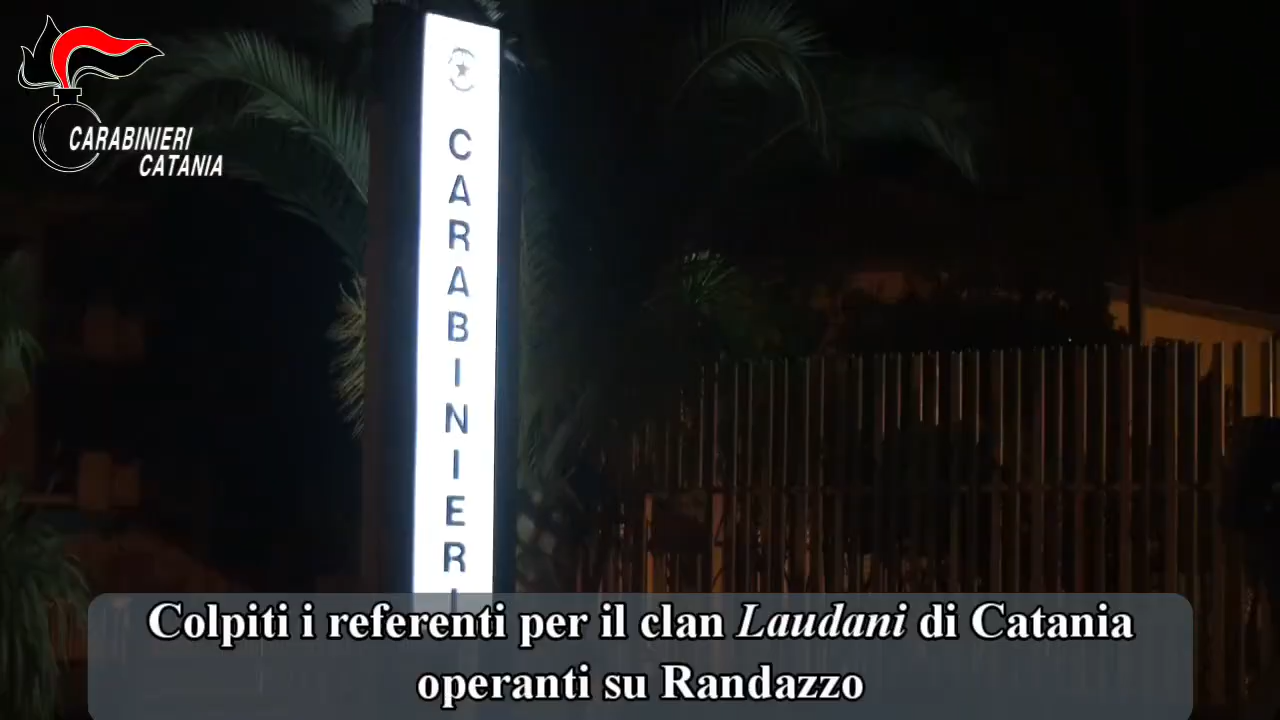 CARABINIERI
CATANIA
CARABINIERI
Colpiti i referenti per il clan Laudani di Catania
operanti su Randazzo